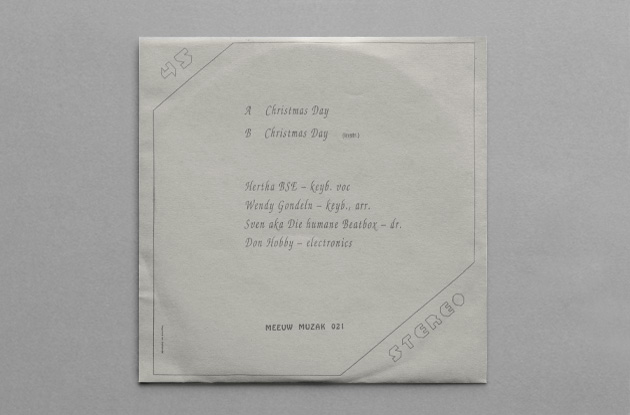 45
A Christmas Day
B Christmas Day
Hertha BSE – keyb. voc
Wendy Gondeln – keyb., arr.
Sven aka Die humane Beatbox – dr.
Don Hobby – electronics
MEEUW MUZAK 021
STEREO